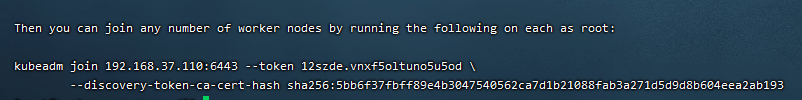 Then you can join any number of worker nodes by running the following on each as root:
kubeadm join 192.168.37.110:6443 --token 12szde.vnxf5oltuno5u5od \
--discovery-token-ca-cert-hash sha256:5bb6f37fbff89e4b3047540562ca7d1b21088fab3a271d5d9d8b604eea2ab193